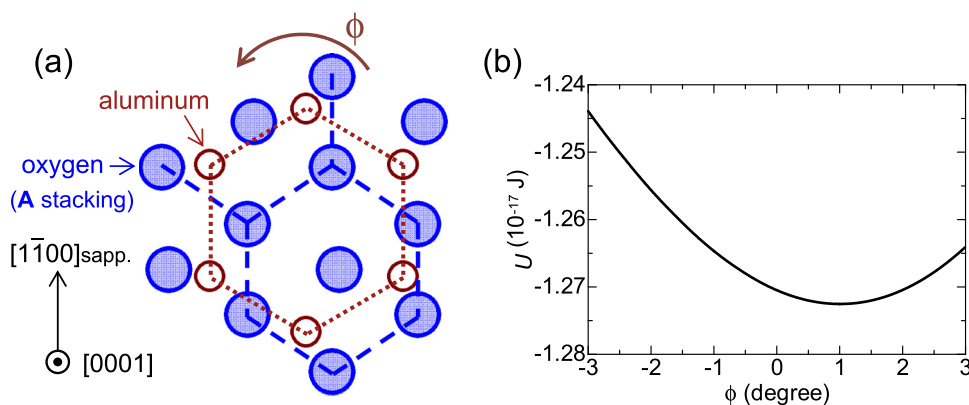 (a)
ϕ
aluminum
oxygen
(A stacking)
[11̄00]sapp.
[0001]
(b)
-1.24
-1.25
-1.26
-1.27
-1.28
U (10⁻¹⁷ J)
-3 -2 -1 0 1 2 3
ϕ (degree)